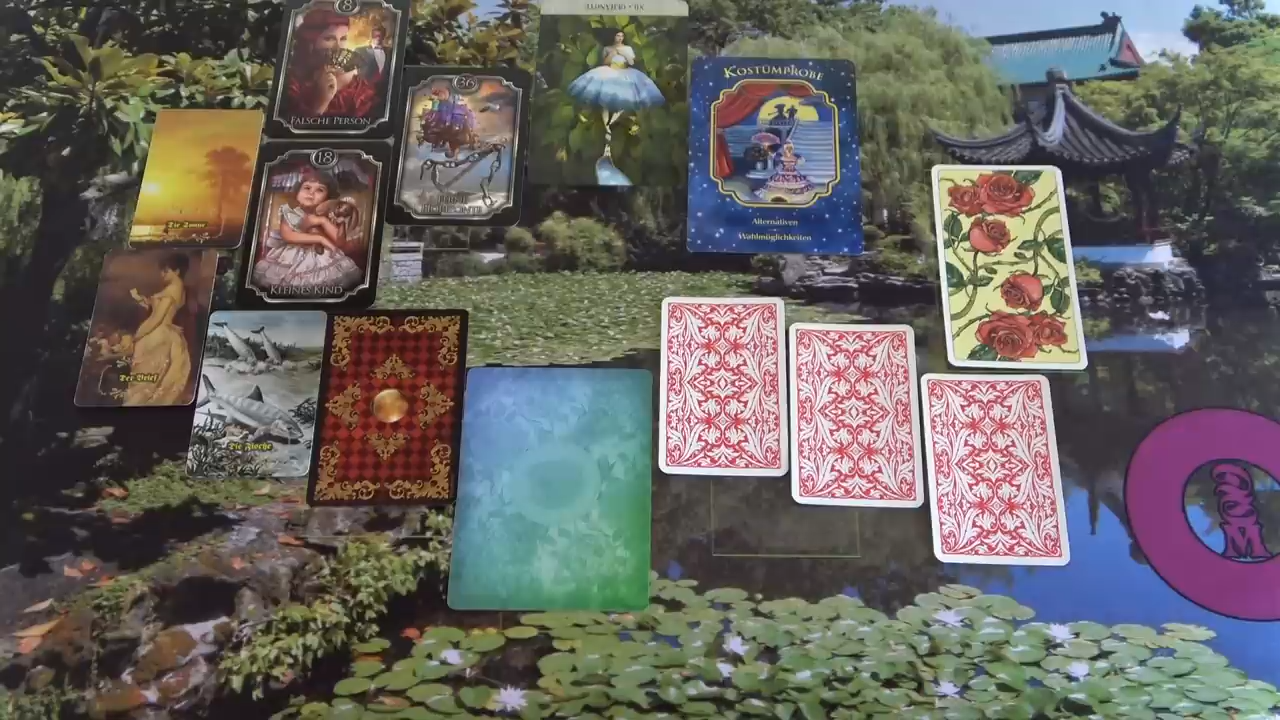 8
FALSCHE PERSON
36
KOSTÜMPROBE
Alternativen
Wahlmöglichkeiten
Die Sonne
18
KLEINES KIND
Der Brief
Die Fische